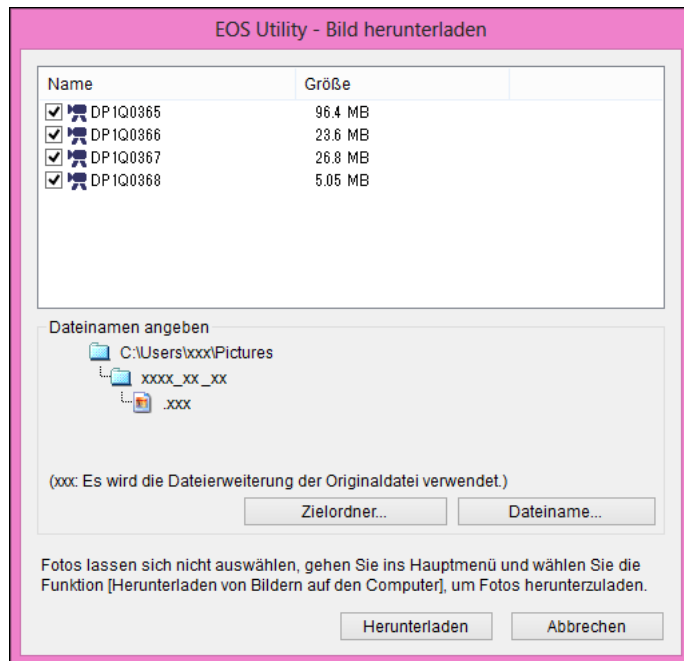 EOS Utility - Bild herunterladen
Name Größe
DP1Q0365 96.4 MB
DP1Q0366 23.6 MB
DP1Q0367 26.8 MB
DP1Q0368 5.05 MB
Dateinamen angeben
C:\Users\xxx\Pictures
xxxx_xx_xx
.xxx
(xxx: Es wird die Dateierweiterung der Originaldatei verwendet.)
Zielordner... Dateiname...
Fotos lassen sich nicht auswählen, gehen Sie ins Hauptmenü und wählen Sie die
Funktion [Herunterladen von Bildern auf den Computer], um Fotos herunterzuladen.
Herunterladen Abbrechen